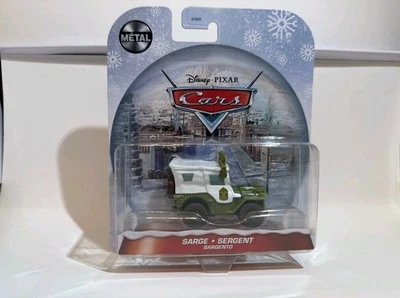 METAL
Disney · PIXAR
Cars
SARGE • SERGENT
SARGENTO